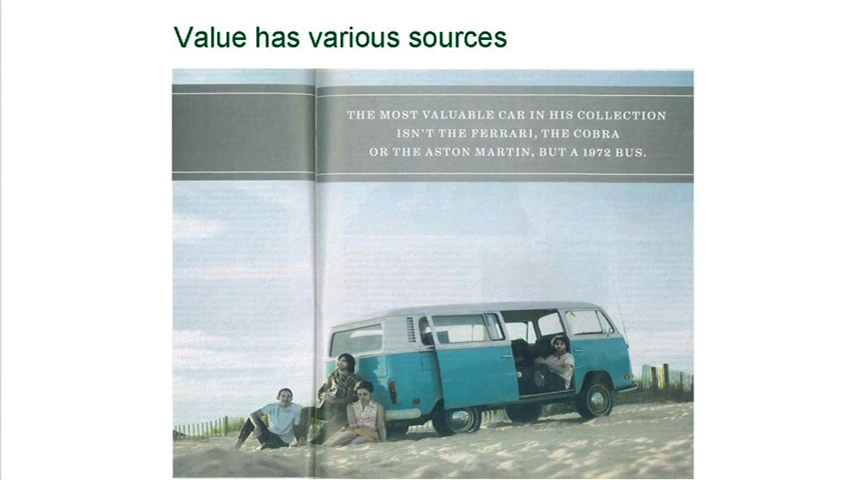 Value has various sources
THE MOST VALUABLE CAR IN HIS COLLECTION
ISN'T THE FERRARI, THE COBRA
OR THE ASTON MARTIN, BUT A 1972 BUS.